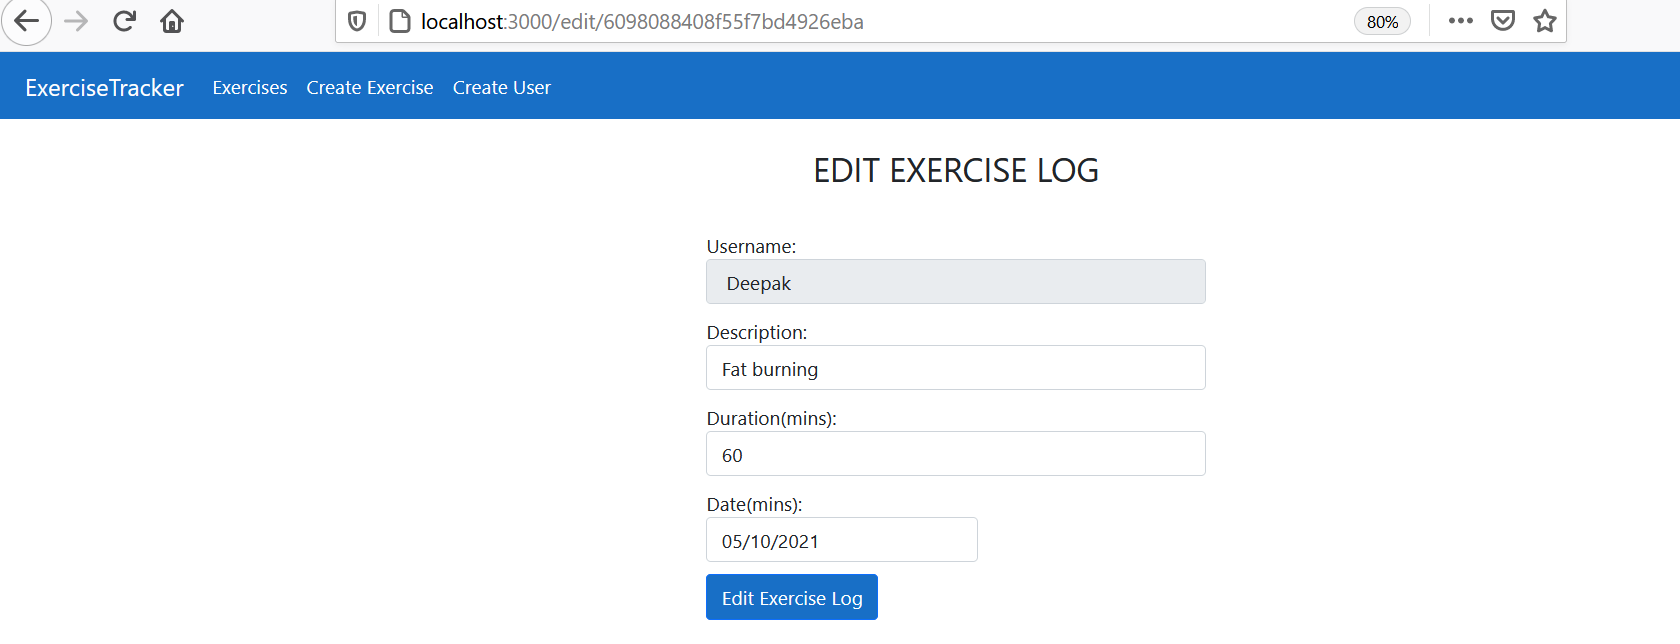 localhost:3000/edit/6098088408f55f7bd4926eba 80%
ExerciseTracker Exercises Create Exercise Create User
EDIT EXERCISE LOG
Username:
Deepak
Description:
Fat burning
Duration(mins):
60
Date(mins):
05/10/2021
Edit Exercise Log